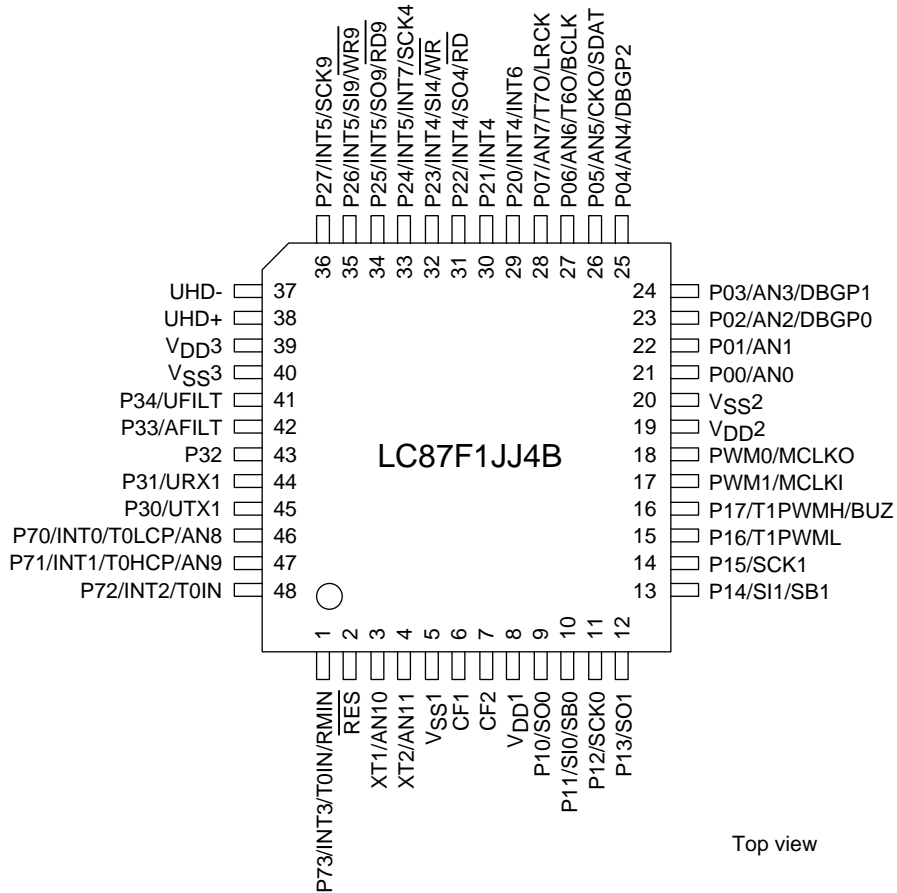 P27/INT5/SCK9
P26/INT5/SI9/WR9
P25/INT5/SO9/RD9
P24/INT5/INT7/SCK4
P23/INT4/SI4/WR
P22/INT4/SO4/RD
P21/INT4
P20/INT4/INT6
P07/AN7/T7O/LRCK
P06/AN6/T6O/BCLK
P05/AN5/CKO/SDAT
P04/AN4/DBGP2
36 35 34 33 32 31 30 29 28 27 26 25
UHD- 37
UHD+ 38
VDD3 39
VSS3 40
P34/UFILT 41
P33/AFILT 42
P32 43
P31/URX1 44
P30/UTX1 45
P70/INT0/T0LCP/AN8 46
P71/INT1/T0HCP/AN9 47
P72/INT2/T0IN 48
LC87F1JJ4B
24 P03/AN3/DBGP1
23 P02/AN2/DBGP0
22 P01/AN1
21 P00/AN0
20 VSS2
19 VDD2
18 PWM0/MCLKO
17 PWM1/MCLKI
16 P17/T1PWMH/BUZ
15 P16/T1PWML
14 P15/SCK1
13 P14/SI1/SB1
1 2 3 4 5 6 7 8 9 10 11 12
P73/INT3/T0IN/RMIN
RES
XT1/AN10
XT2/AN11
VSS1
CF1
CF2
VDD1
P10/SO0
P11/SI0/SB0
P12/SCK0
P13/SO1
Top view